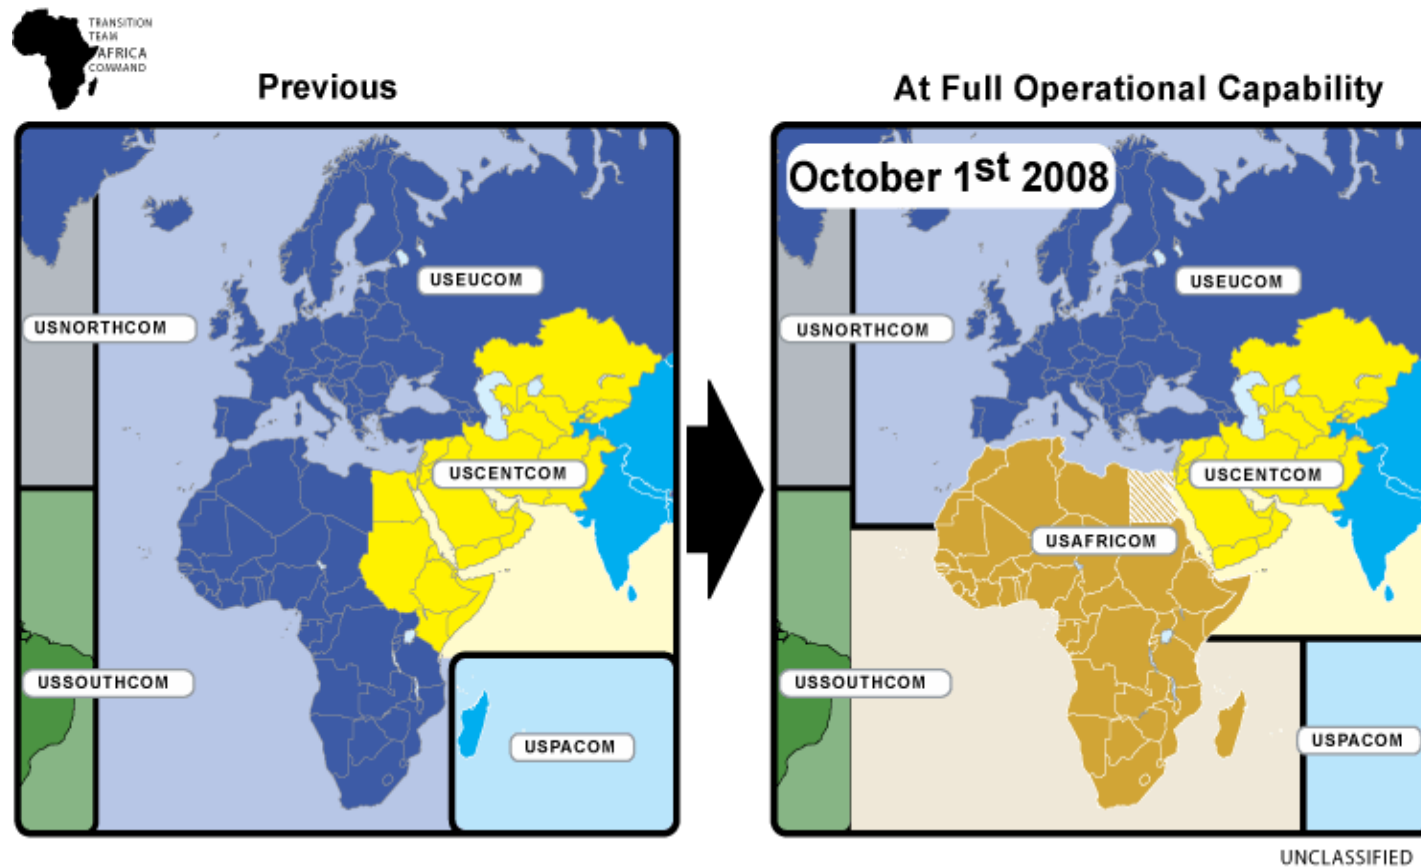 TRANSITION
TEAM
AFRICA
COMMAND
Previous
USEUCOM
USNORTHCOM
USCENTCOM
USSOUTHCOM
USPACOM
At Full Operational Capability
October 1st 2008
USEUCOM
USNORTHCOM
USCENTCOM
USAFRICOM
USSOUTHCOM
USPACOM
UNCLASSIFIED